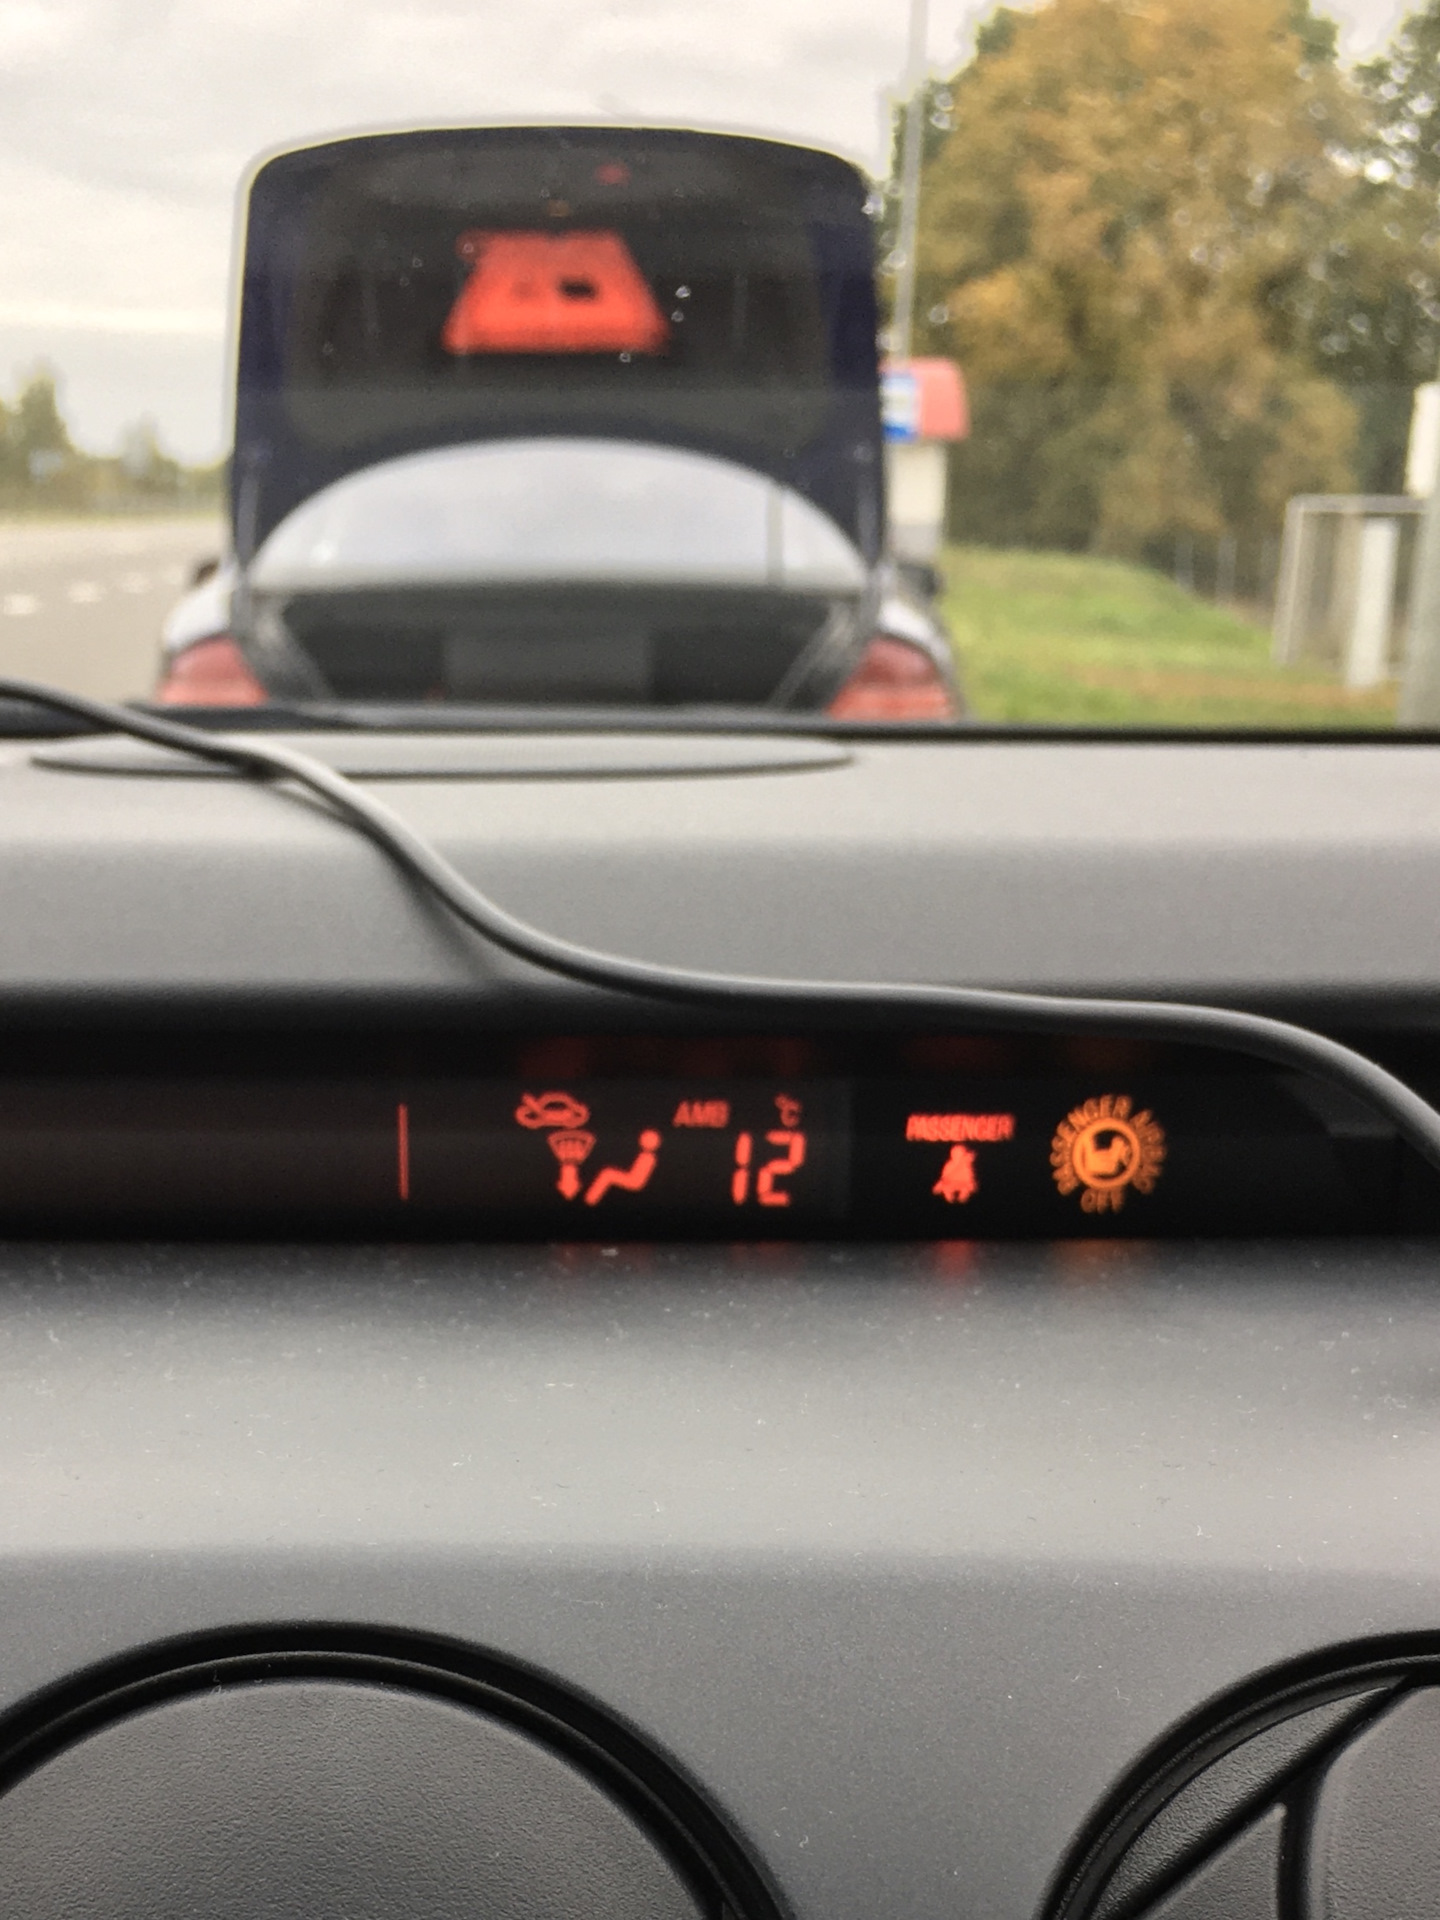 AMB °C
12
PASSENGER
PASSENGER AIRBAG
OFF